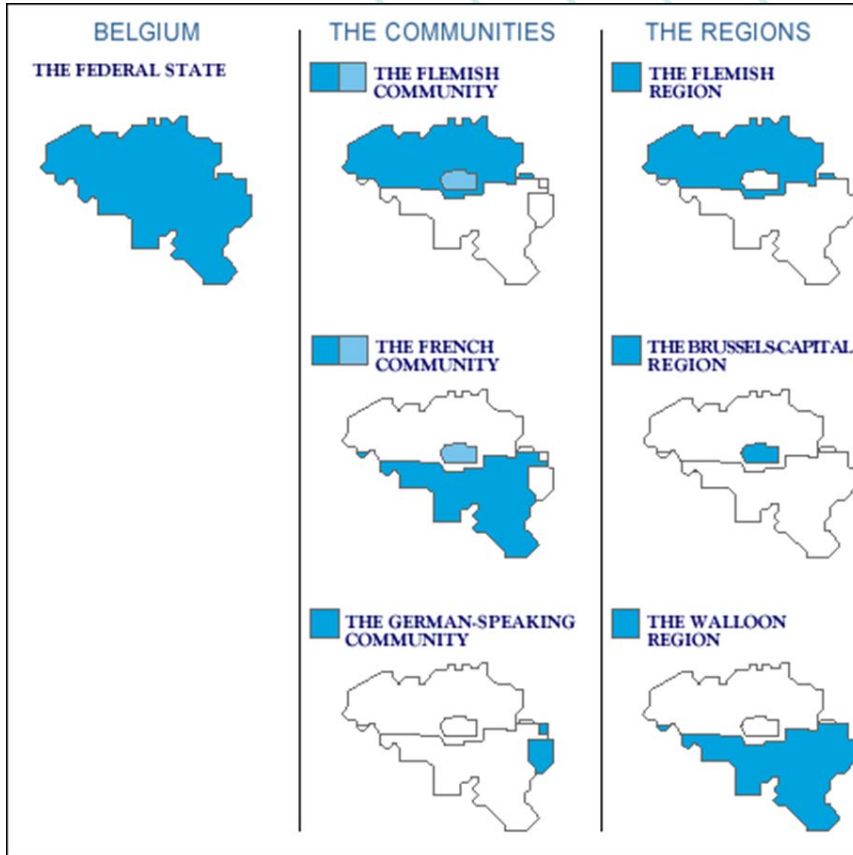 BELGIUM
THE FEDERAL STATE
THE COMMUNITIES
THE FLEMISH
COMMUNITY
THE FRENCH
COMMUNITY
THE GERMAN-SPEAKING
COMMUNITY
THE REGIONS
THE FLEMISH
REGION
THE BRUSSELS-CAPITAL
REGION
THE WALLOON
REGION